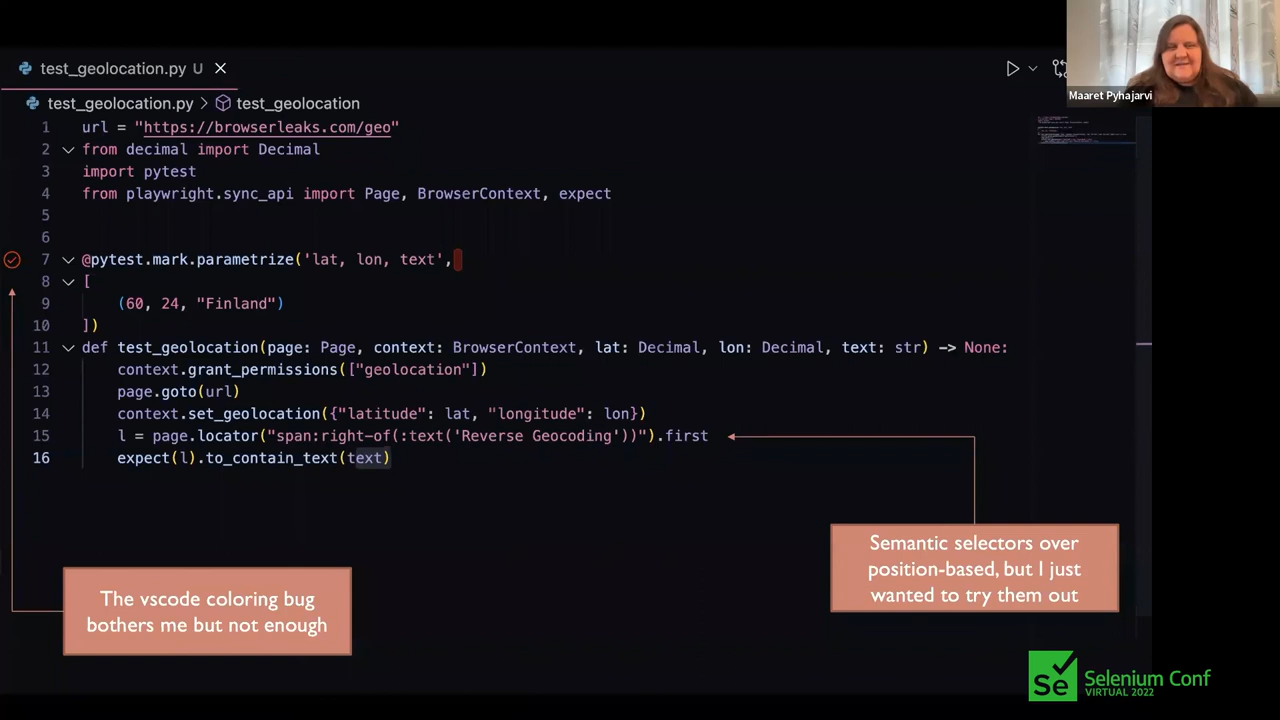 test_geolocation.py U
Maaret Pyhajarvi
test_geolocation.py > test_geolocation
1 url = "https://browserleaks.com/geo"
2 from decimal import Decimal
3 import pytest
4 from playwright.sync_api import Page, BrowserContext, expect
5
6
7 @pytest.mark.parametrize('lat, lon, text',
8 [
9 (60, 24, "Finland")
10 ])
11 def test_geolocation(page: Page, context: BrowserContext, lat: Decimal, lon: Decimal, text: str) -> None:
12 context.grant_permissions(["geolocation"])
13 page.goto(url)
14 context.set_geolocation({"latitude": lat, "longitude": lon})
15 l = page.locator("span:right-of(:text('Reverse Geocoding'))").first
16 expect(l).to_contain_text(text)
Semantic selectors over
position-based, but I just
wanted to try them out
The vscode coloring bug
bothers me but not enough
Se Selenium Conf
VIRTUAL 2022